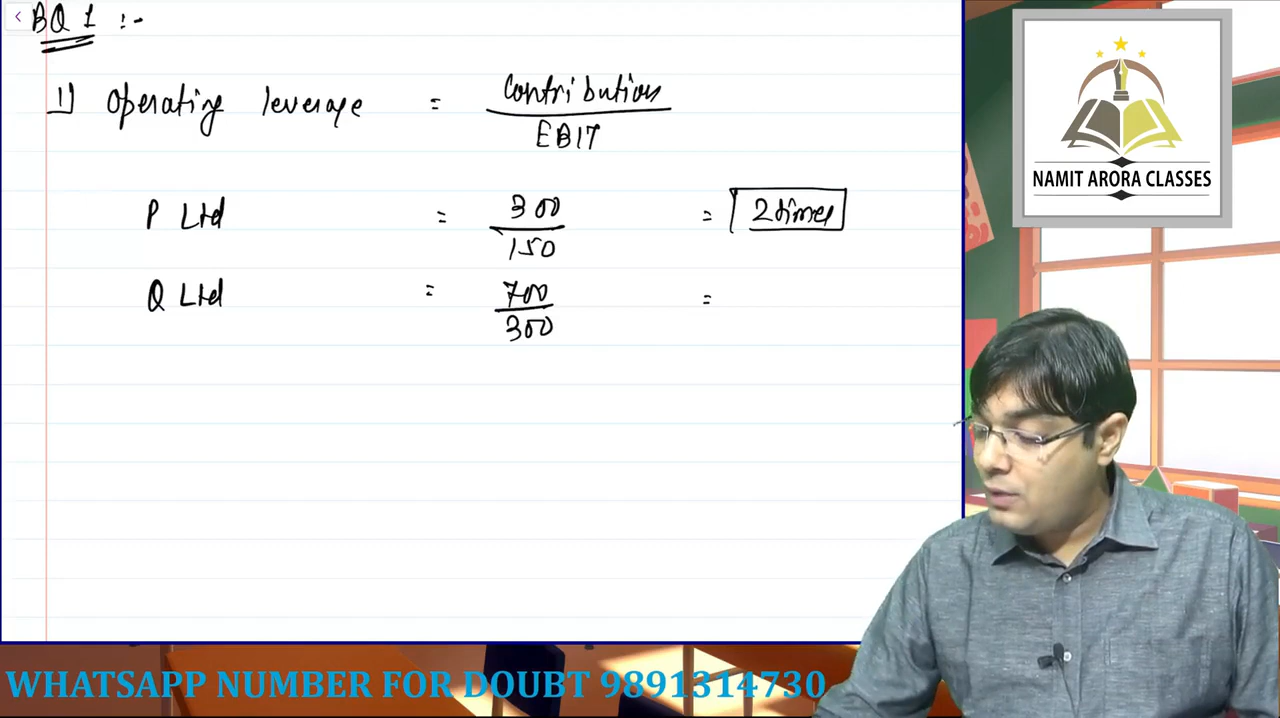 BQ 1 :-
1) Operating leverage = Contribution / EBIT
P Ltd = 300 / 150 = 2 times
Q Ltd = 700 / 300 =
NAMIT ARORA CLASSES
WHATSAPP NUMBER FOR DOUBT 9891314730